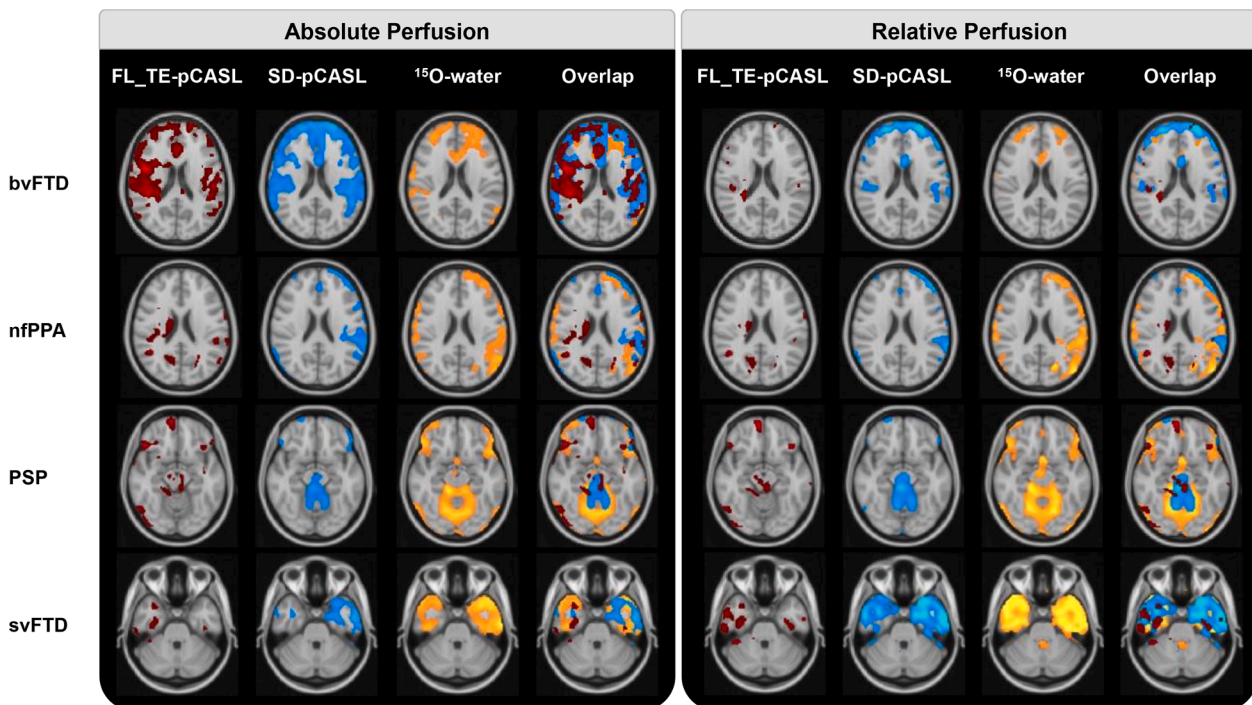 Absolute Perfusion
Relative Perfusion
FL_TE-pCASL SD-pCASL ¹⁵O-water Overlap
FL_TE-pCASL SD-pCASL ¹⁵O-water Overlap
bvFTD
nfPPA
PSP
svFTD